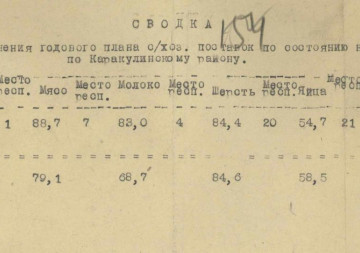 С В О Д К А
154
нения годового плана с/хоз. поставок по состоянию н
по Каракулинскому району.
Место респ. Мясо Место респ. Молоко Место респ. Шерсть Место респ. Яйца Место респ.
1 88,7 7 83,0 4 84,4 20 54,7 21
79,1 68,7 84,6 58,5